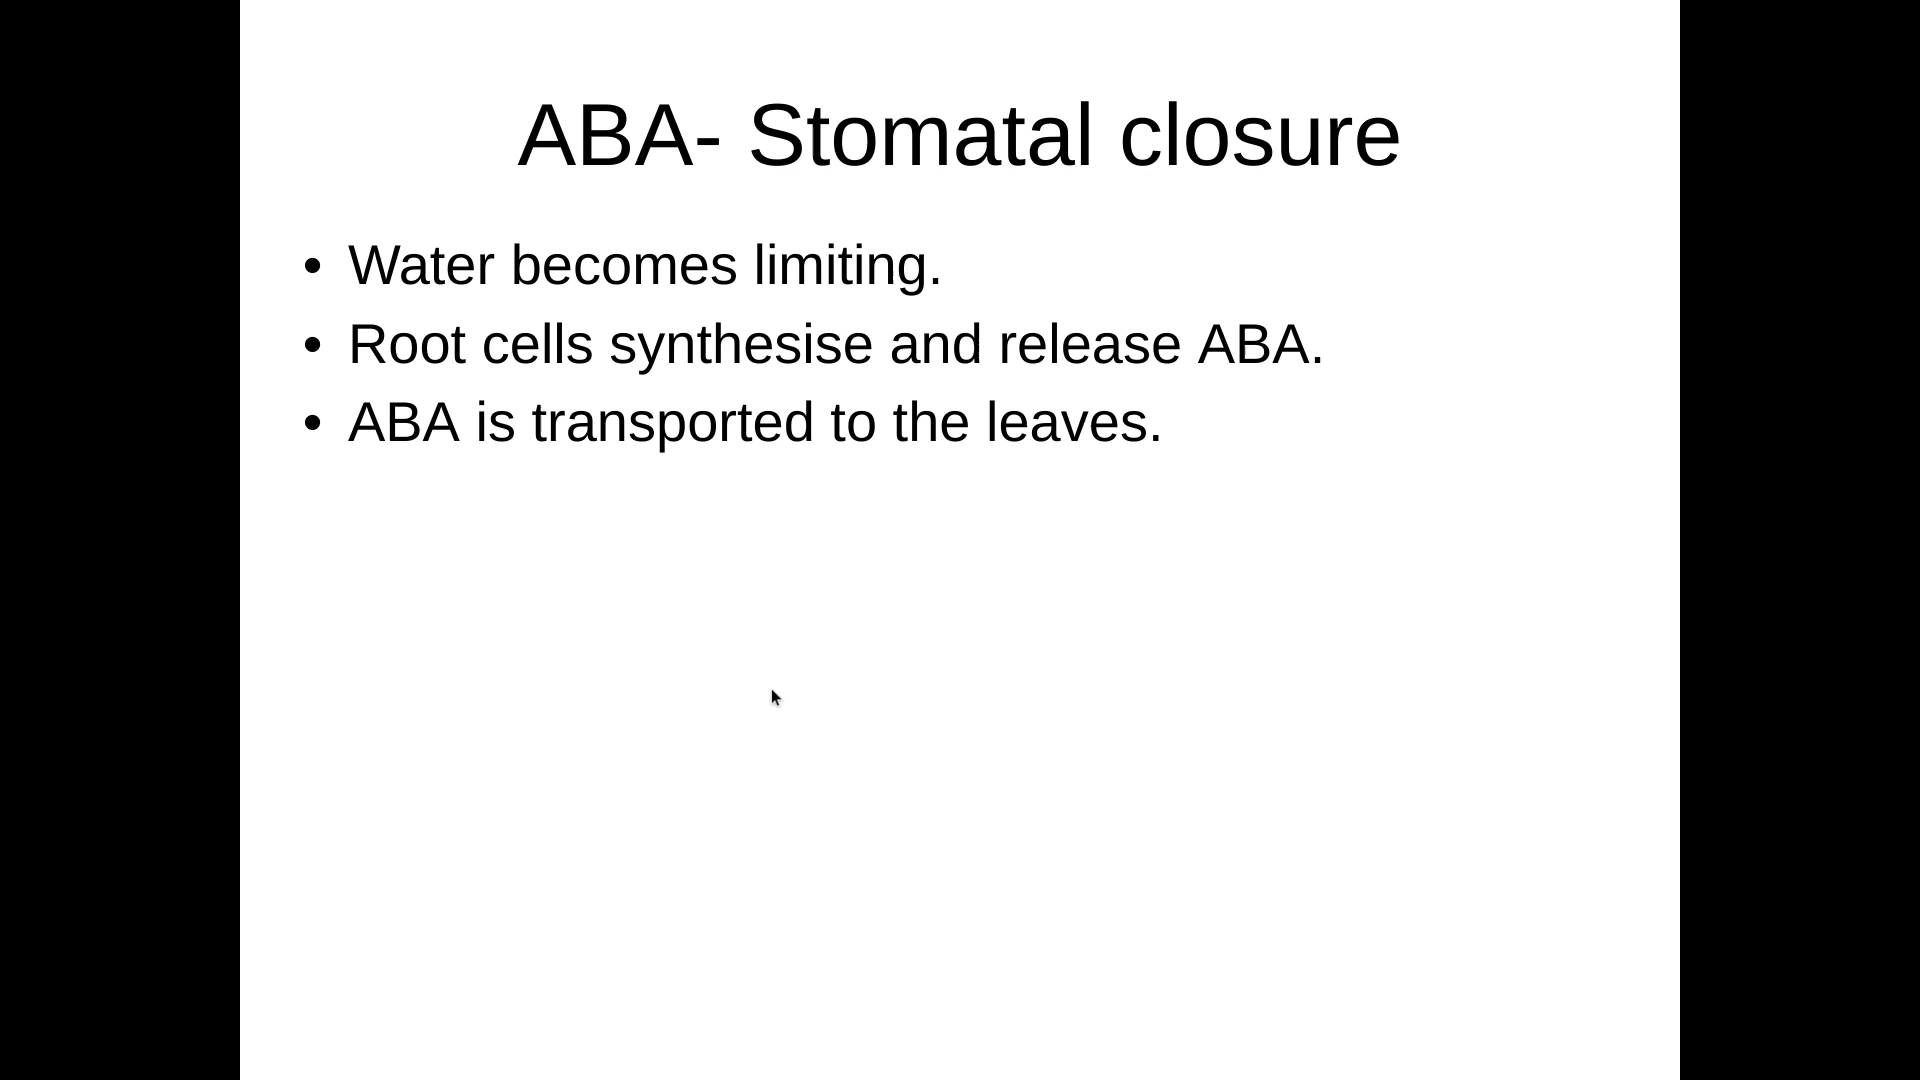 ABA- Stomatal closure
• Water becomes limiting.
• Root cells synthesise and release ABA.
• ABA is transported to the leaves.